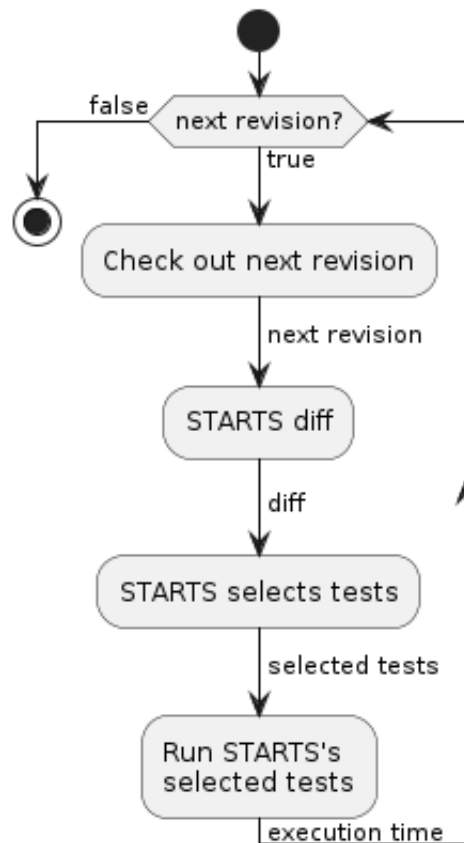 false
next revision?
true
Check out next revision
next revision
STARTS diff
diff
STARTS selects tests
selected tests
Run STARTS's
selected tests
execution time